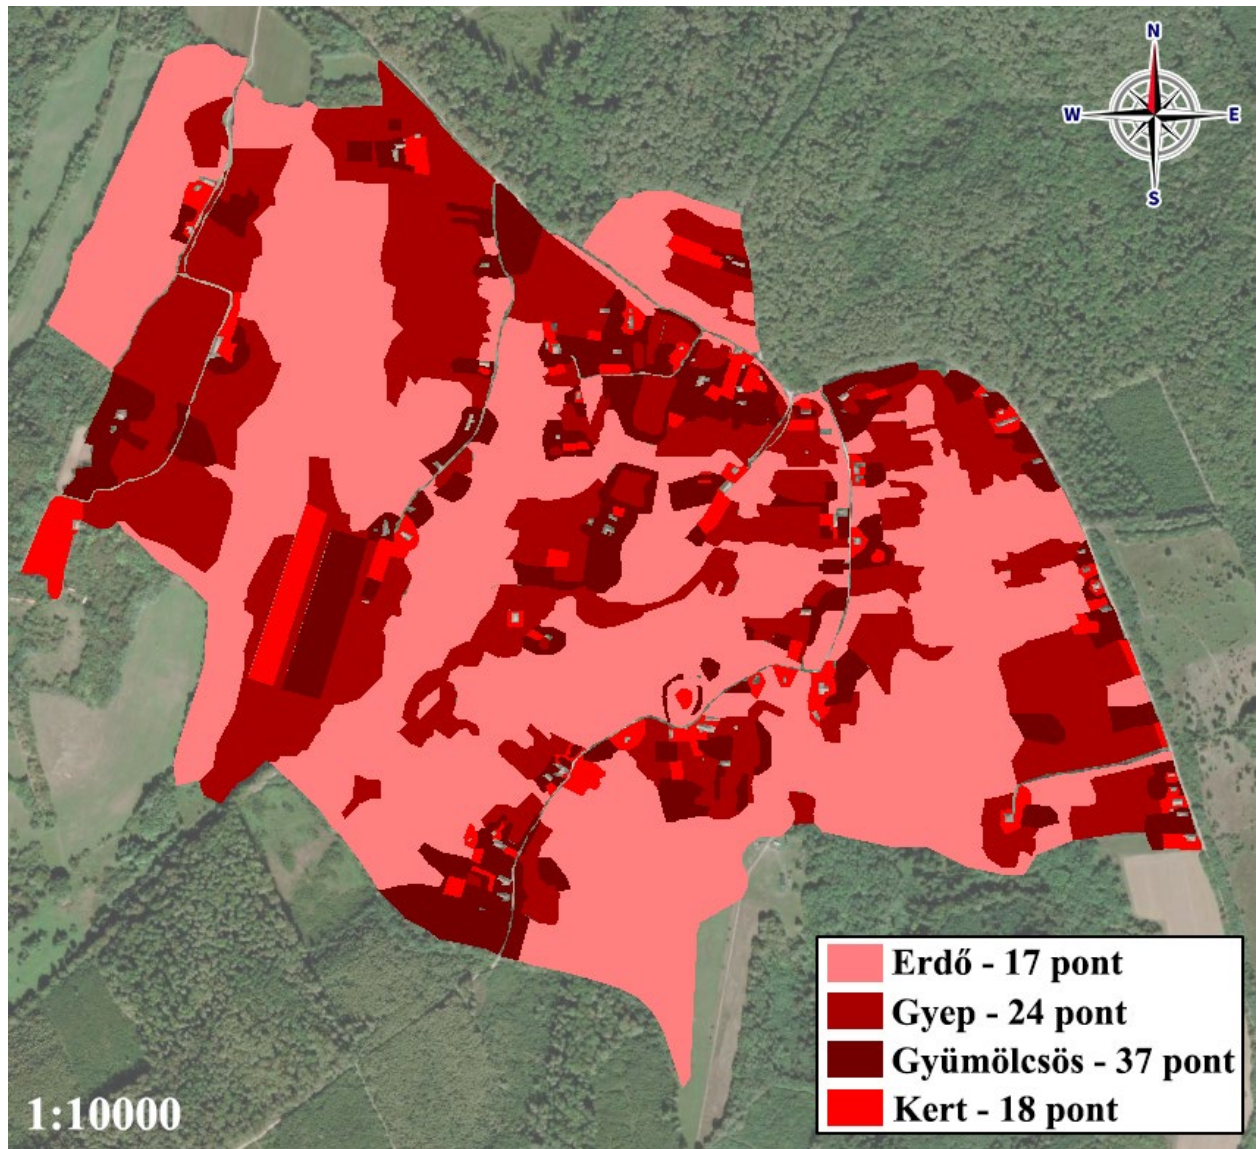 N
W E
S
Erdő - 17 pont
Gyep - 24 pont
Gyümölcsös - 37 pont
Kert - 18 pont
1:10000